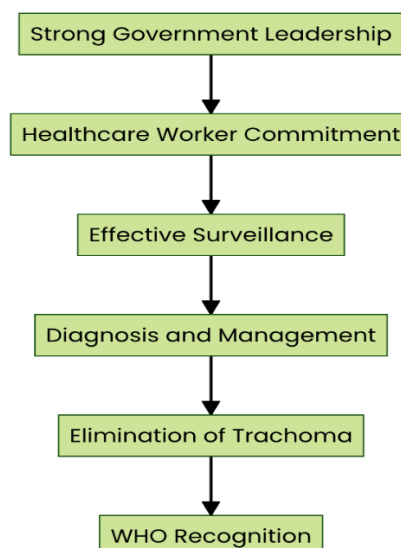 Strong Government Leadership
Healthcare Worker Commitment
Effective Surveillance
Diagnosis and Management
Elimination of Trachoma
WHO Recognition